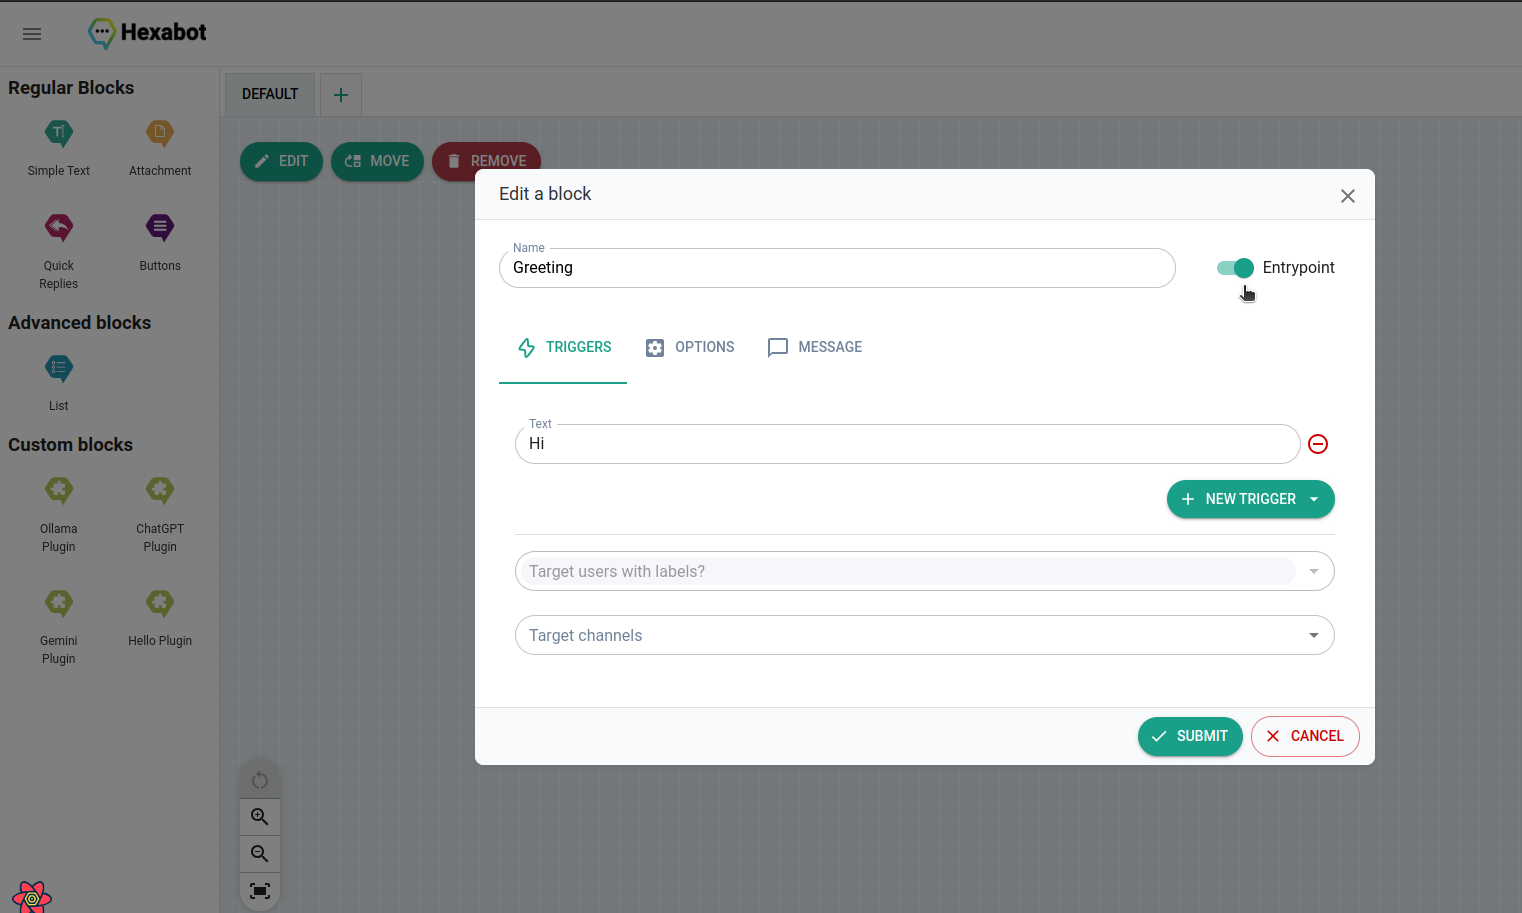 Hexabot
Regular Blocks
Simple Text
Attachment
Quick
Replies
Buttons
Advanced blocks
List
Custom blocks
Ollama
Plugin
ChatGPT
Plugin
Gemini
Plugin
Hello Plugin
DEFAULT
EDIT
MOVE
REMOVE
Edit a block
Name
Greeting
Entrypoint
TRIGGERS
OPTIONS
MESSAGE
Text
Hi
NEW TRIGGER
Target users with labels?
Target channels
SUBMIT
CANCEL